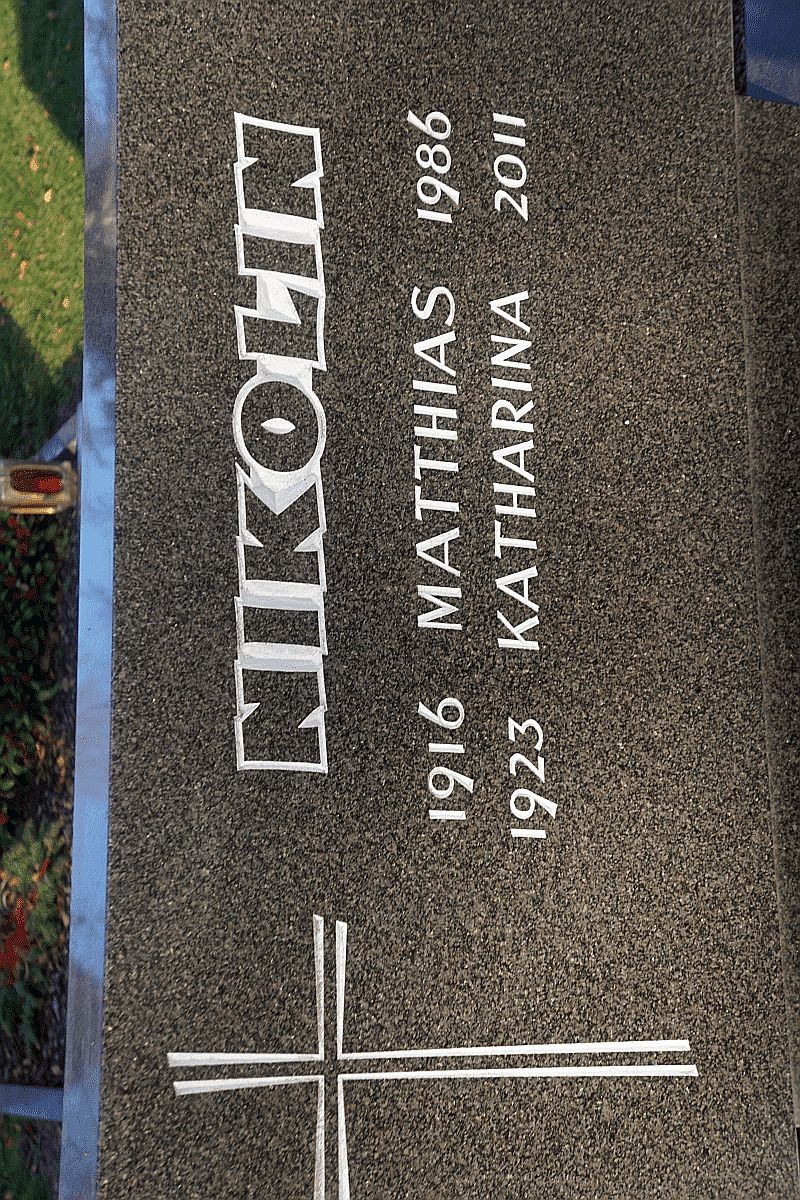 NIKOLIN
1916 MATTHIAS 1986
1923 KATHARINA 2011